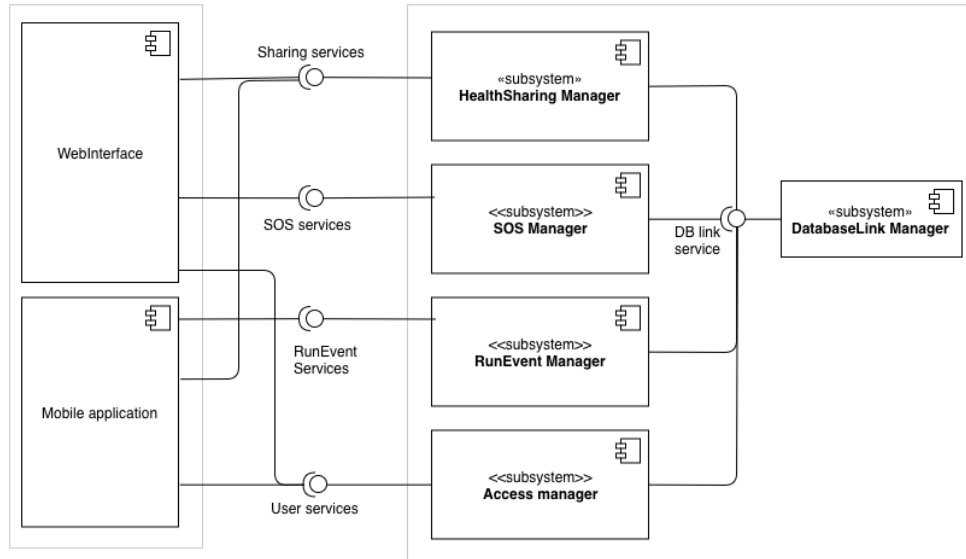 Sharing services
«subsystem»
HealthSharing Manager
WebInterface
SOS services
<<subsystem>>
SOS Manager
DB link
service
«subsystem»
DatabaseLink Manager
RunEvent
Services
<<subsystem>>
RunEvent Manager
Mobile application
User services
<<subsystem>>
Access manager